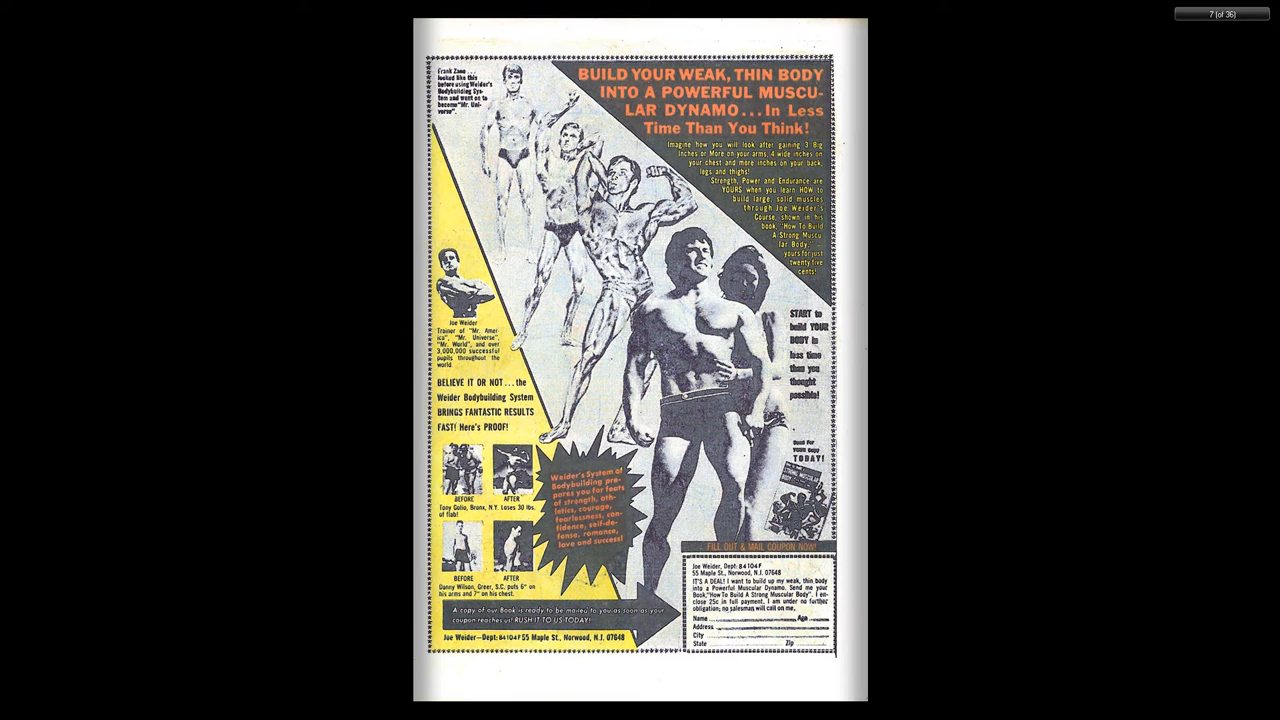 7 (of 36)
Frank Zane...
looked like this
before using Weider's
Bodybuilding Sys-
tem and went on to
become "Mr. Uni-
verse".
BUILD YOUR WEAK, THIN BODY
INTO A POWERFUL MUSCU-
LAR DYNAMO...In Less
Time Than You Think!
Imagine how you will look after gaining 3 Big
Inches or More on your arms, 4 wide inches on
your chest and more inches on your back,
legs and thighs!
Strength, Power and Endurance are
YOURS when you learn HOW to
build large, solid muscles
through Joe Weider's
Course, shown in his
book, "How To Build
A Strong Muscu-
lar Body,"—
yours for just
twenty-five
cents!
Joe Weider
Trainer of "Mr. Amer-
ica", "Mr. Universe",
"Mr. World", and over
3,000,000 successful
pupils throughout the
world.
BELIEVE IT OR NOT...the
Weider Bodybuilding System
BRINGS FANTASTIC RESULTS
FAST! Here's PROOF!
BEFORE AFTER
Tony Golio, Bronx, N.Y. Loses 30 lbs.
of flab!
BEFORE AFTER
Danny Wilson, Greer, S.C. puts 6" on
his arms and 7" on his chest.
Weider's System of
Bodybuilding pre-
pares you for feats
of strength, ath-
letics, courage,
fearlessness, con-
fidence, self-de-
fense, romance,
love and success!
START to
build YOUR
BODY in
less time
than you
thought
possible!
Send for
YOUR Copy
TODAY!
STRONG MUSCULAR
BODY
A copy of our Book is ready to be mailed to you as soon as your
coupon reaches us! RUSH IT TO US TODAY!
Joe Weider—Dept: 84104F 55 Maple St., Norwood, N.J. 07648
FILL OUT & MAIL COUPON NOW!
Joe Weider, Dept: 84104F
55 Maple St., Norwood, N.J. 07648
IT'S A DEAL! I want to build up my weak, thin body
into a Powerful Muscular Dynamo. Send me your
Book,"How To Build A Strong Muscular Body". I en-
close 25c in full payment. I am under no further
obligation; no salesman will call on me,
Name Age
Address
City
State Zip